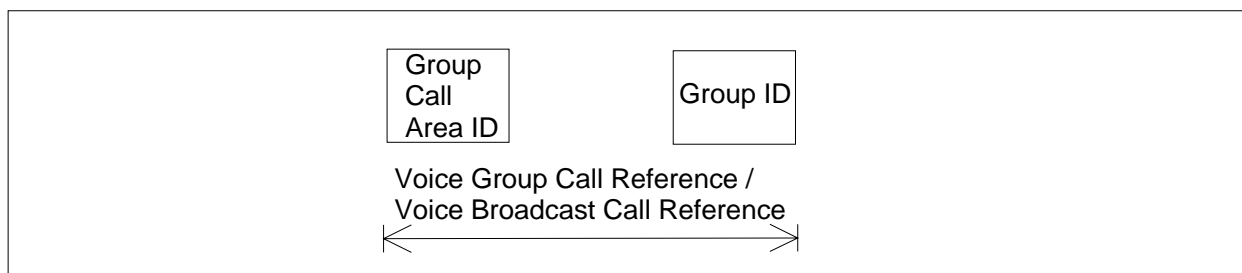 Group
Call
Area ID
Group ID
Voice Group Call Reference /
Voice Broadcast Call Reference